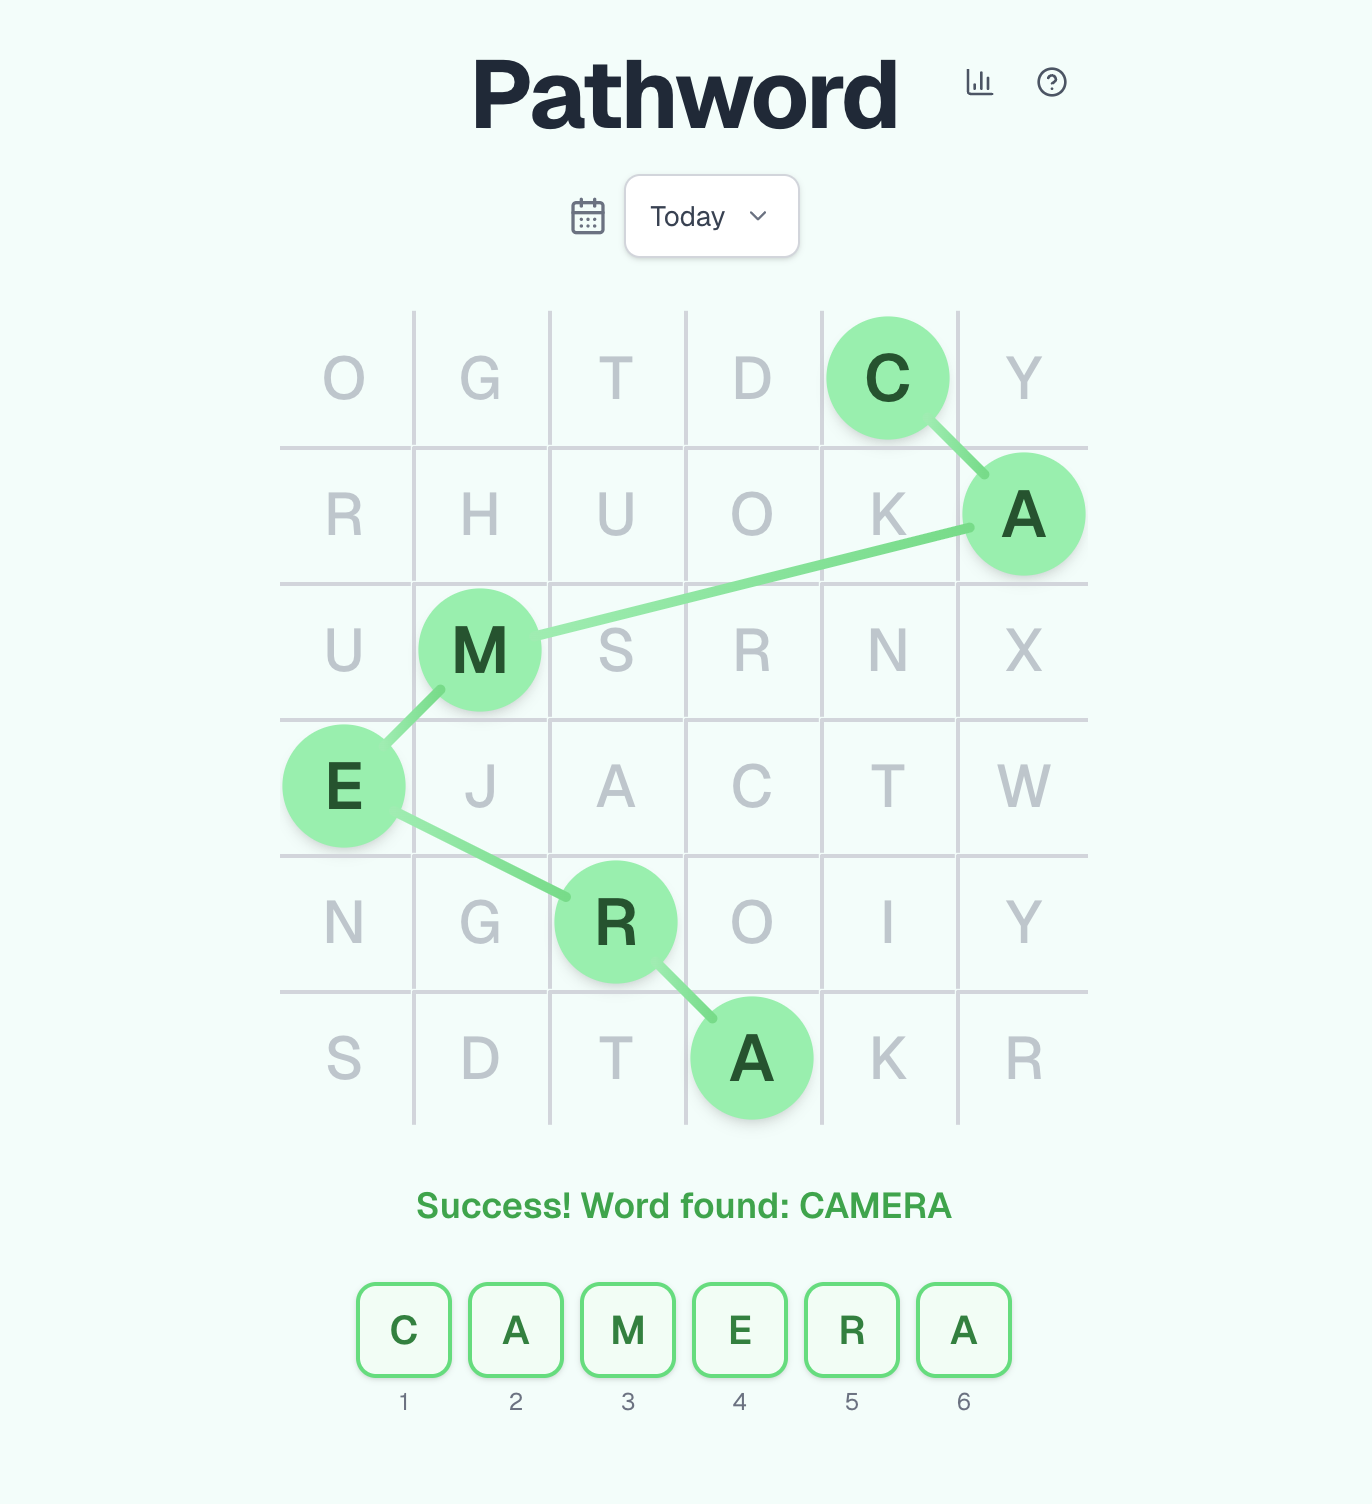 Pathword
Today
O G T D C Y
R H U O K A
U M S R N X
E J A C T W
N G R O I Y
S D T A K R
Success! Word found: CAMERA
C A M E R A
1 2 3 4 5 6